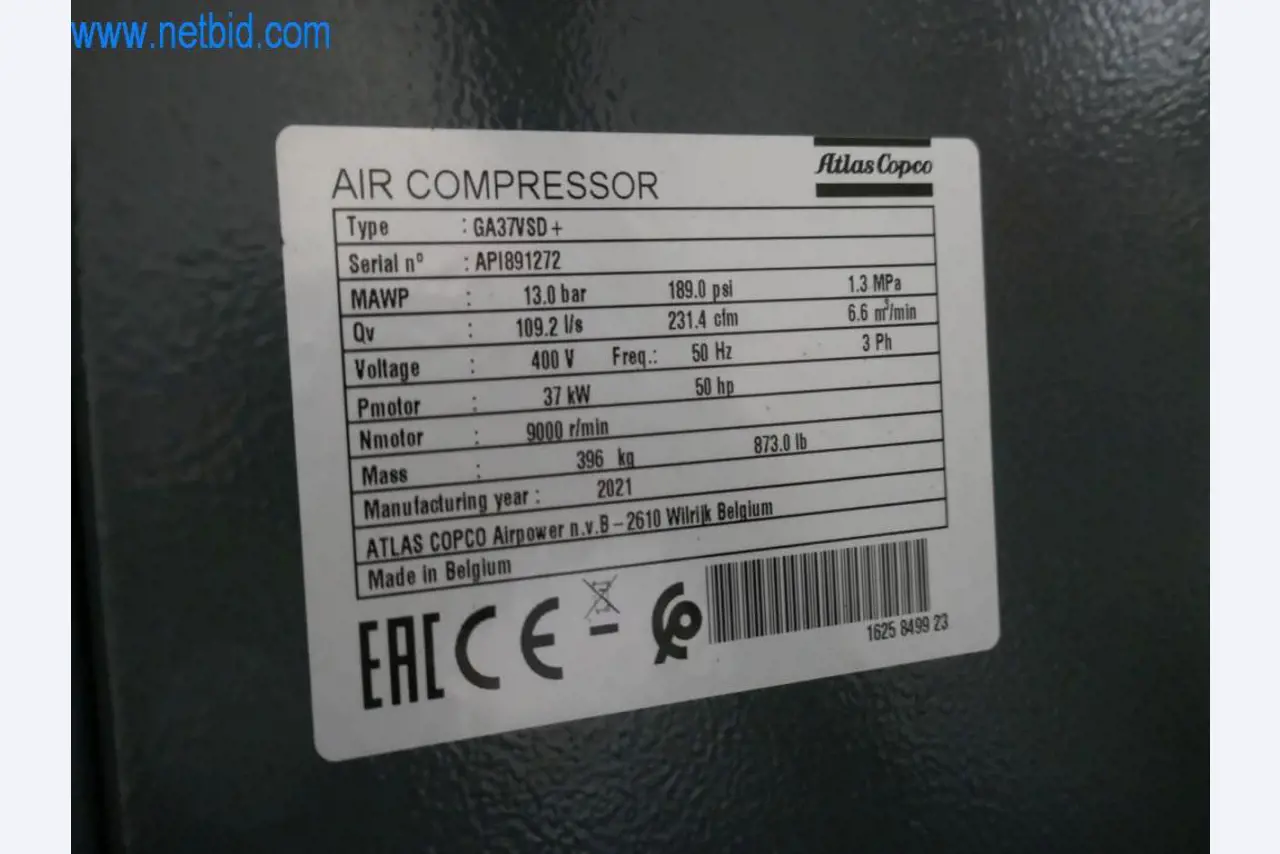 www.netbid.com
Atlas Copco
AIR COMPRESSOR
Type : GA37VSD+
Serial n° : API891272
MAWP : 13.0 bar 189.0 psi 1.3 MPa
Qv : 109.2 l/s 231.4 cfm 6.6 m³/min
Voltage : 400 V Freq.: 50 Hz 3 Ph
Pmotor : 37 kW 50 hp
Nmotor : 9000 r/min
Mass : 396 kg 873.0 lb
Manufacturing year : 2021
ATLAS COPCO Airpower n.v.B – 2610 Wilrijk Belgium
Made in Belgium
EAC CE
1625 8499 23